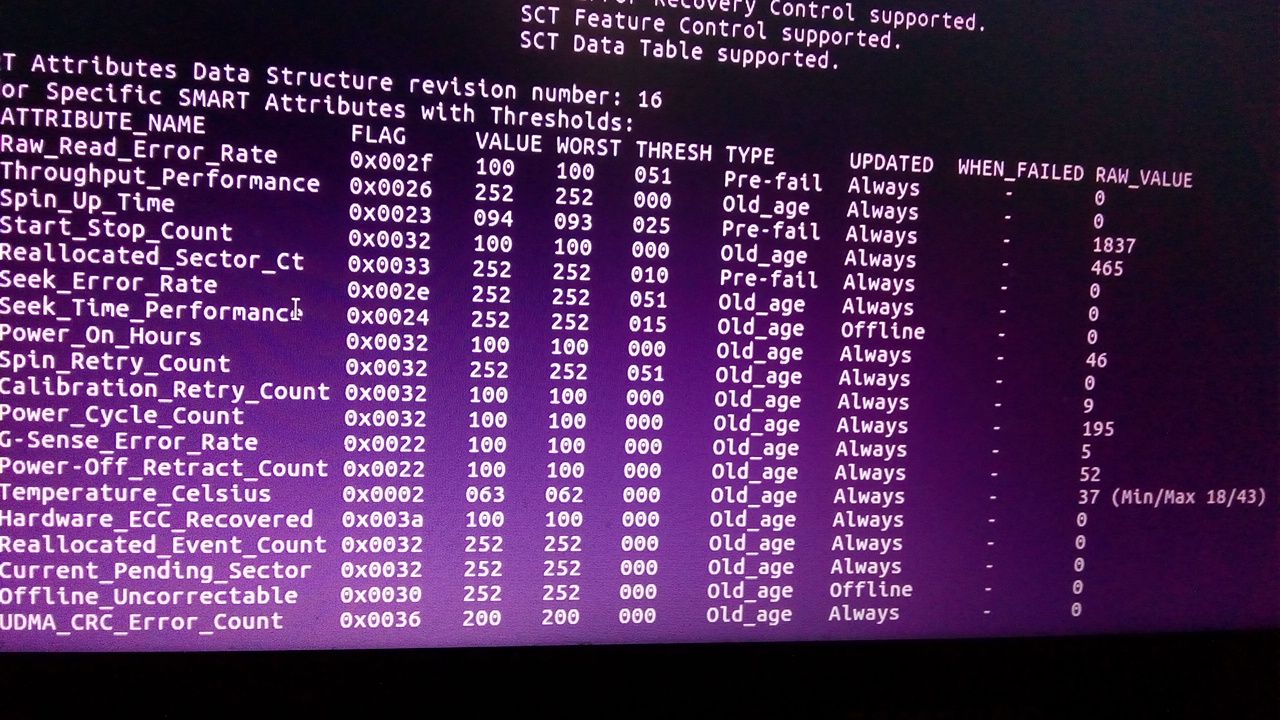 Recovery Control supported.
SCT Feature Control supported.
SCT Data Table supported.
T Attributes Data Structure revision number: 16
or Specific SMART Attributes with Thresholds:
ATTRIBUTE_NAME FLAG VALUE WORST THRESH TYPE UPDATED WHEN_FAILED RAW_VALUE
Raw_Read_Error_Rate 0x002f 100 100 051 Pre-fail Always - 0
Throughput_Performance 0x0026 252 252 000 Old_age Always - 0
Spin_Up_Time 0x0023 094 093 025 Pre-fail Always - 1837
Start_Stop_Count 0x0032 100 100 000 Old_age Always - 465
Reallocated_Sector_Ct 0x0033 252 252 010 Pre-fail Always - 0
Seek_Error_Rate 0x002e 252 252 051 Old_age Always - 0
Seek_Time_Performance 0x0024 252 252 015 Old_age Offline - 0
Power_On_Hours 0x0032 100 100 000 Old_age Always - 46
Spin_Retry_Count 0x0032 252 252 051 Old_age Always - 0
Calibration_Retry_Count 0x0032 100 100 000 Old_age Always - 9
Power_Cycle_Count 0x0032 100 100 000 Old_age Always - 195
G-Sense_Error_Rate 0x0022 100 100 000 Old_age Always - 5
Power-Off_Retract_Count 0x0022 100 100 000 Old_age Always - 52
Temperature_Celsius 0x0002 063 062 000 Old_age Always - 37 (Min/Max 18/43)
Hardware_ECC_Recovered 0x003a 100 100 000 Old_age Always - 0
Reallocated_Event_Count 0x0032 252 252 000 Old_age Always - 0
Current_Pending_Sector 0x0032 252 252 000 Old_age Always - 0
Offline_Uncorrectable 0x0030 252 252 000 Old_age Offline - 0
UDMA_CRC_Error_Count 0x0036 200 200 000 Old_age Always - 0